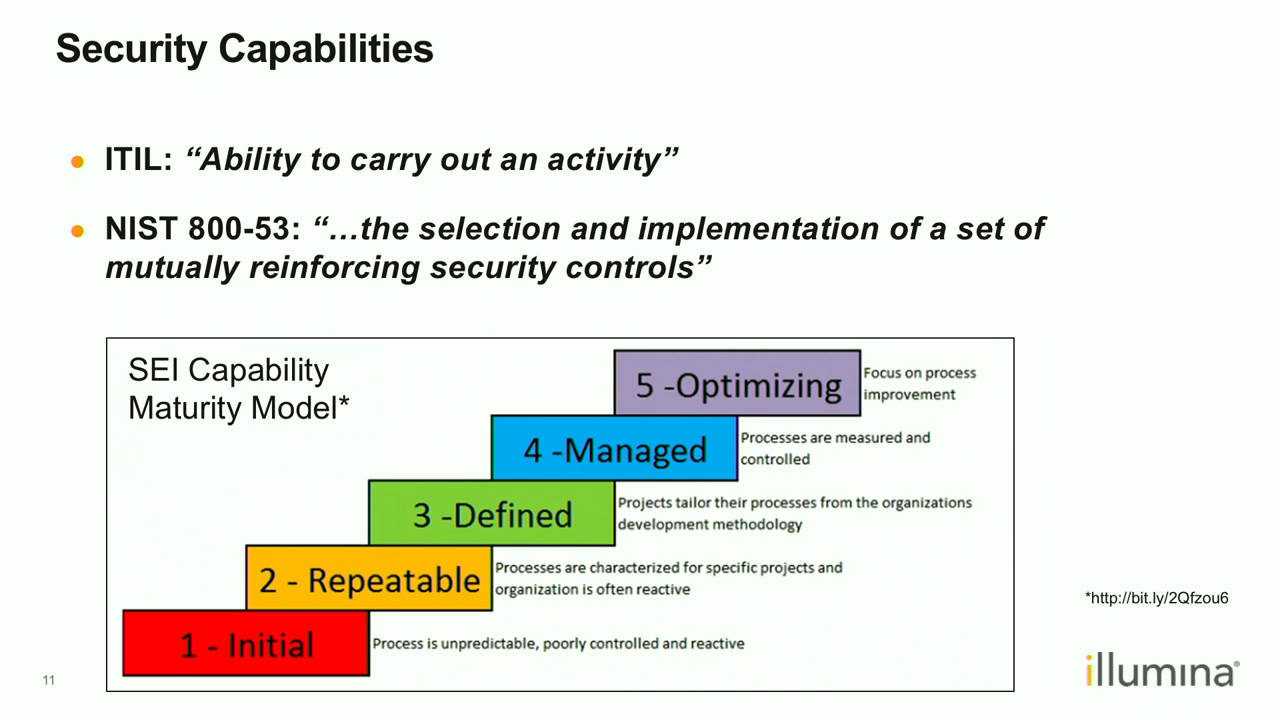 Security Capabilities
● ITIL: “Ability to carry out an activity”
● NIST 800-53: “…the selection and implementation of a set of
mutually reinforcing security controls”
SEI Capability
Maturity Model*
5 -Optimizing
Focus on process
improvement
4 -Managed
Processes are measured and
controlled
3 -Defined
Projects tailor their processes from the organizations
development methodology
2 - Repeatable
Processes are characterized for specific projects and
organization is often reactive
1 - Initial
Process is unpredictable, poorly controlled and reactive
*http://bit.ly/2Qfzou6
11
illumina®